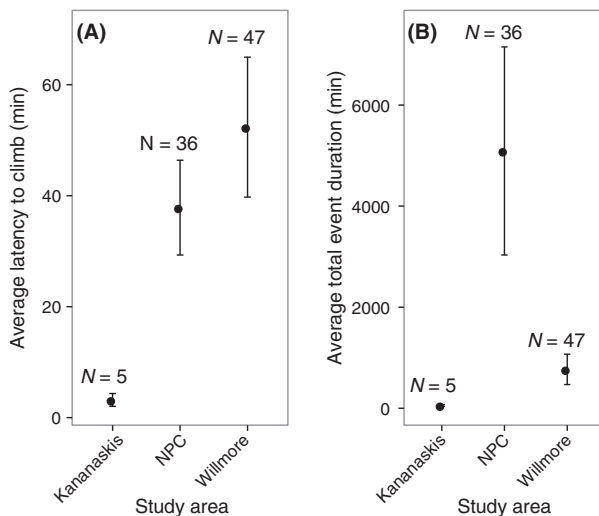 (A)
N = 47
N = 36
N = 5
60
40
20
0
Average latency to climb (min)
Kananaskis
NPC
Willmore
Study area
(B)
N = 36
N = 47
N = 5
6000
4000
2000
0
Average total event duration (min)
Kananaskis
NPC
Willmore
Study area